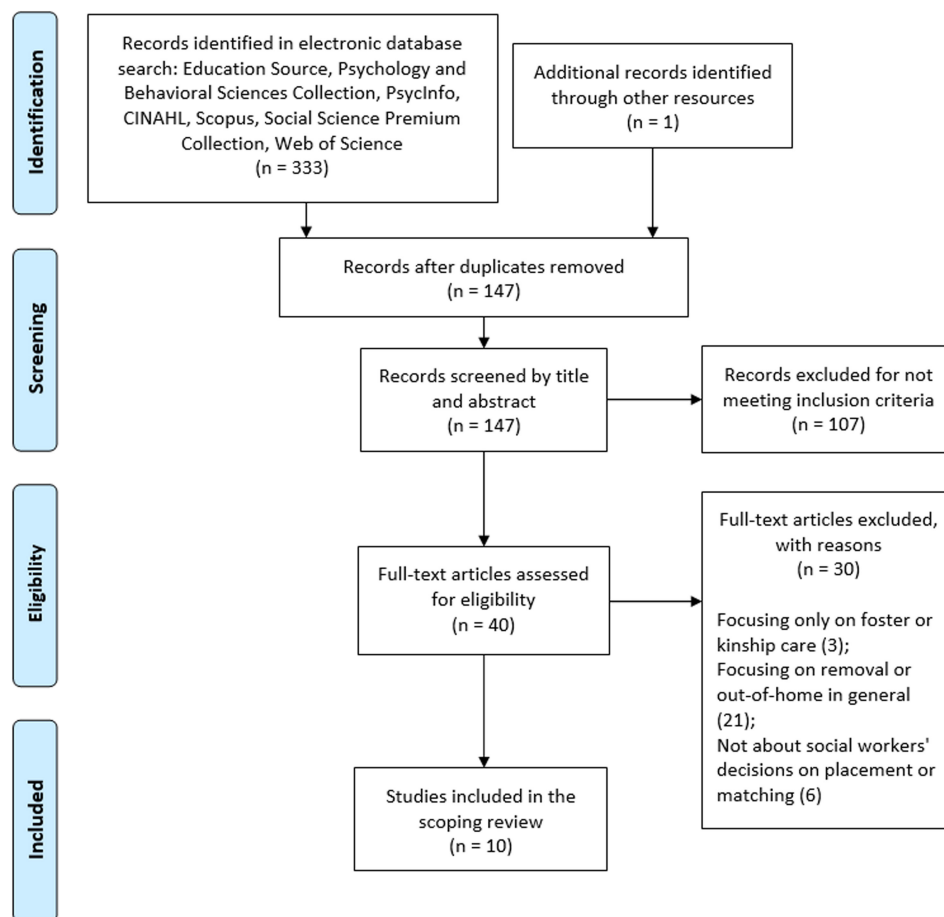 Identification
Records identified in electronic database
search: Education Source, Psychology and
Behavioral Sciences Collection, PsycInfo,
CINAHL, Scopus, Social Science Premium
Collection, Web of Science
(n = 333)
Additional records identified
through other resources
(n = 1)
Screening
Records after duplicates removed
(n = 147)
Records screened by title
and abstract
(n = 147)
Records excluded for not
meeting inclusion criteria
(n = 107)
Eligibility
Full-text articles assessed
for eligibility
(n = 40)
Full-text articles excluded,
with reasons
(n = 30)
Focusing only on foster or
kinship care (3);
Focusing on removal or
out-of-home in general
(21);
Not about social workers'
decisions on placement or
matching (6)
Included
Studies included in the
scoping review
(n = 10)